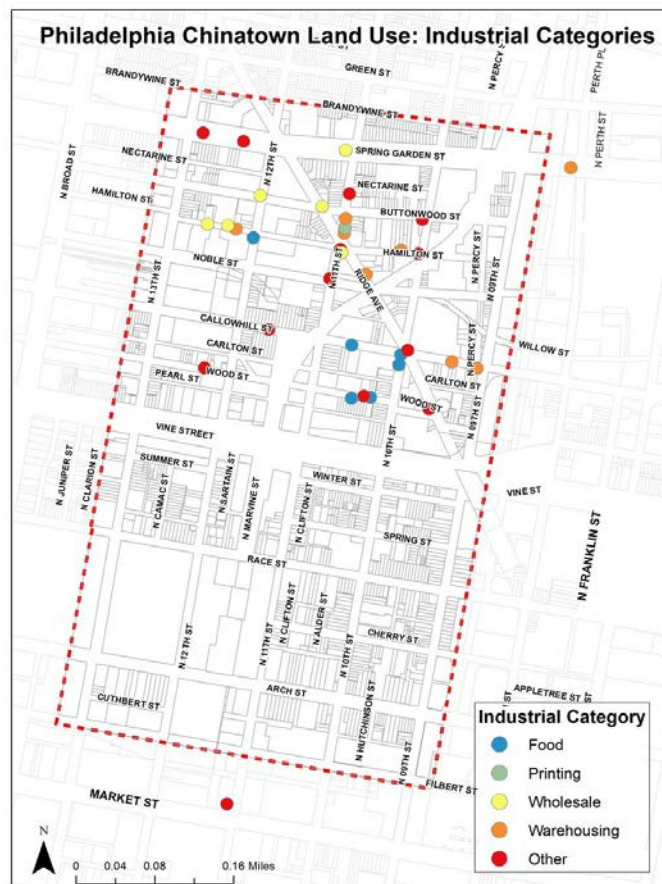 Philadelphia Chinatown Land Use: Industrial Categories
GREEN ST
N PERCY S
PERTH PL
BRANDYWINE ST
BRANDYWINE ST
N PERTH ST
N 12TH ST
SPRING GARDEN ST
NECTARINE ST
NECTARINE ST
N BROAD ST
HAMILTON ST
BUTTONWOOD ST
HAMILTON ST
N PERCY ST
N 09TH ST
NOBLE ST
N 11TH ST
RIDGE AVE
N 13TH ST
CALLOWHILL ST
CARLTON ST
N PERCY ST
WILLOW ST
PEARL ST
WOOD ST
CARLTON ST
WOOD ST
N 09TH ST
VINE STREET
N 10TH ST
SUMMER ST
N JUNIPER ST
N CLARION ST
N CAMAC ST
N SARTAIN ST
N MARVINE ST
WINTER ST
N CLIFTON ST
VINE ST
SPRING ST
N FRANKLIN ST
RACE ST
N CLIFTON ST
N ALDER ST
N 12 TH ST
N 11TH ST
CHERRY ST
N 10TH ST
ARCH ST
APPLETREE ST
ST
ST
CUTHBERT ST
N HUTCHINSON ST
N 09TH ST
FILBERT ST
MARKET ST
Industrial Category
Food
Printing
Wholesale
Warehousing
Other
N
0 0.04 0.08 0.16 Miles